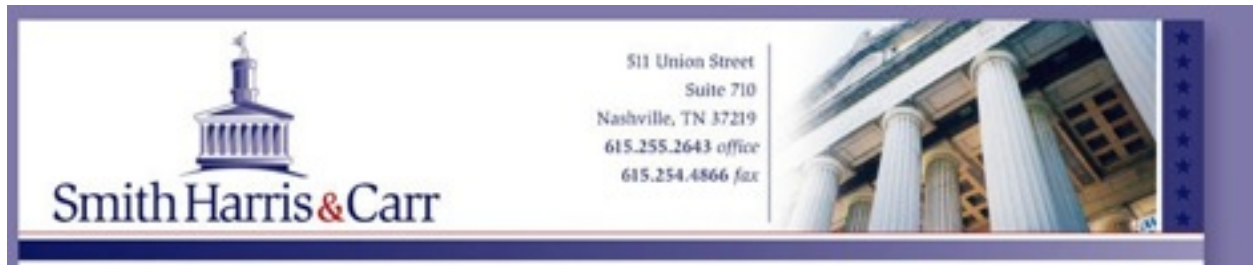 Smith Harris & Carr
511 Union Street
Suite 710
Nashville, TN 37219
615.255.2643 office
615.254.4866 fax